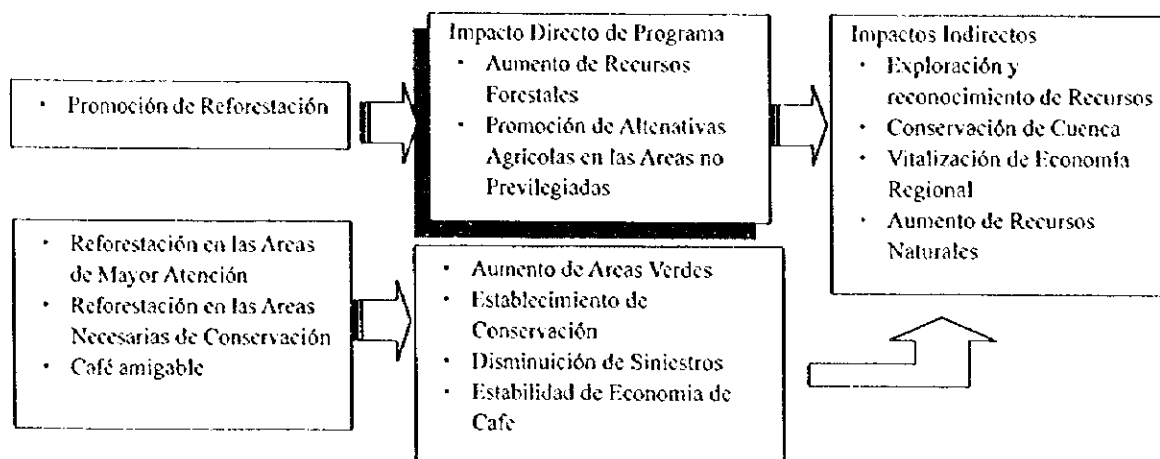 • Promoción de Reforestación
Impacto Directo de Programa
• Aumento de Recursos
Forestales
• Promoción de Altenativas
Agrícolas en las Areas no
Previlegiadas
Impactos Indirectos
• Exploración y
reconocimiento de Recursos
• Conservación de Cuenca
• Vitalización de Economía
Regional
• Aumento de Recursos
Naturales
• Reforestación en las Areas
de Mayor Atención
• Reforestación en las Areas
Necesarias de Conservación
• Café amigable
• Aumento de Areas Verdes
• Establecimiento de
Conservación
• Disminuición de Siniestros
• Estabilidad de Economia de
Cafe